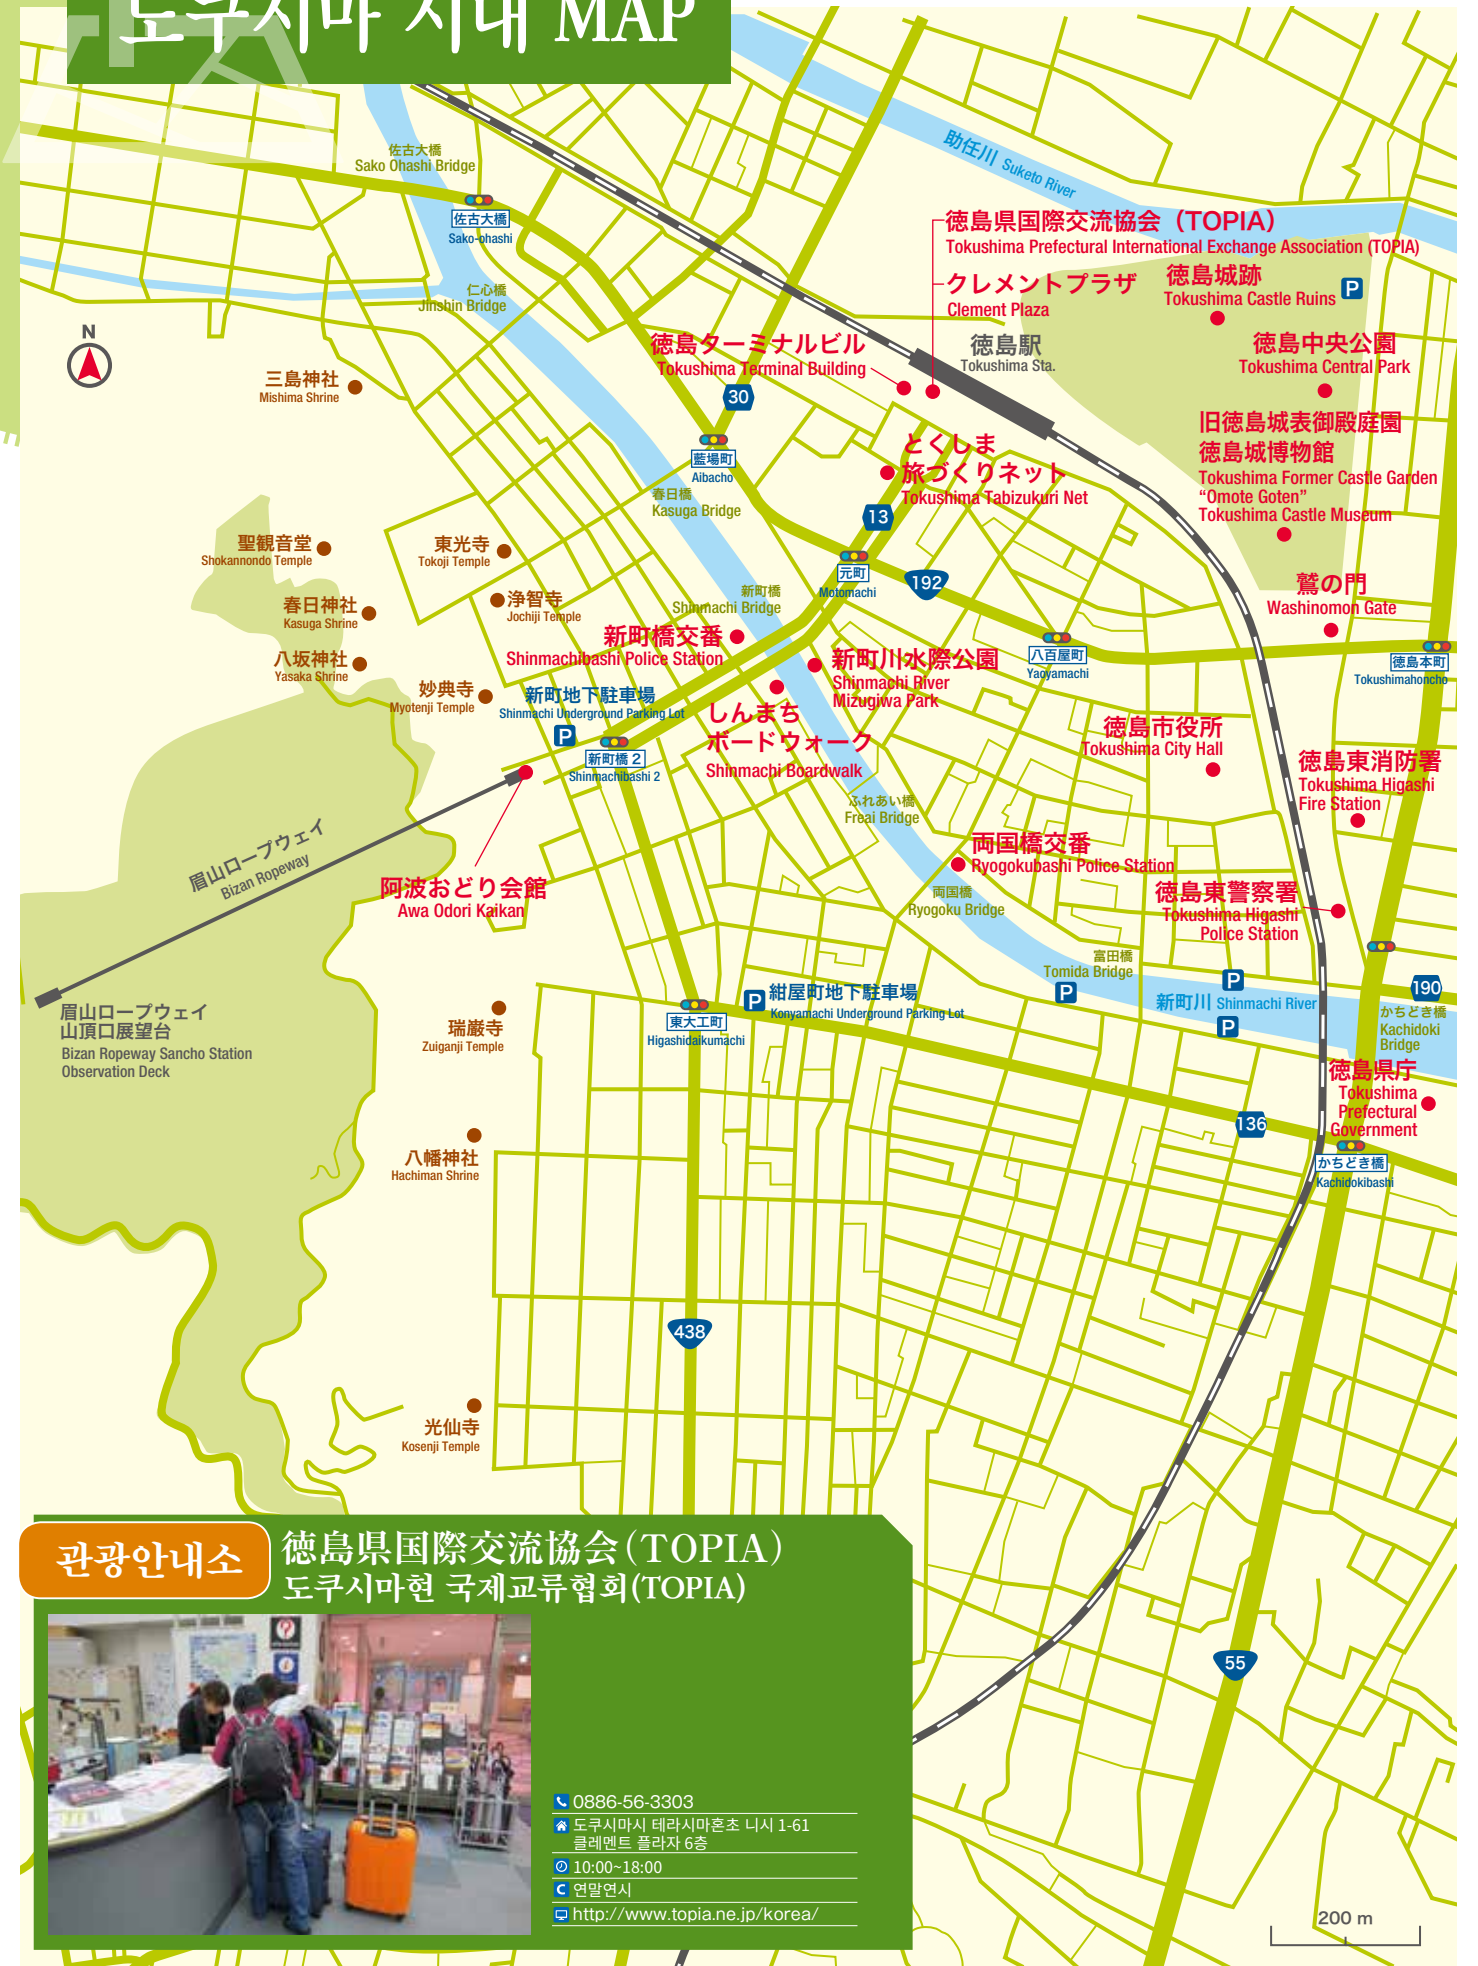 도쿠시마 시내 MAP
佐古大橋
Sako Ohashi Bridge
佐古大橋
Sako-ohashi
助任川 Suketo River
徳島県国際交流協会（TOPIA）
Tokushima Prefectural International Exchange Association (TOPIA)
クレメントプラザ
Clement Plaza
徳島城跡
Tokushima Castle Ruins
P
仁心橋
Jinshin Bridge
N
徳島ターミナルビル
Tokushima Terminal Building
徳島駅
Tokushima Sta.
徳島中央公園
Tokushima Central Park
三島神社
Mishima Shrine
30
旧徳島城表御殿庭園
徳島城博物館
Tokushima Former Castle Garden
“Omote Goten”
Tokushima Castle Museum
藍場町
Aibacho
とくしま
旅づくりネット
Tokushima Tabizukuri Net
春日橋
Kasuga Bridge
13
聖観音堂
Shokannondo Temple
東光寺
Tokoji Temple
元町
Motomachi
192
鷲の門
Washinomon Gate
春日神社
Kasuga Shrine
浄智寺
Jochiji Temple
新町橋
Shinmachi Bridge
新町橋交番
Shinmachibashi Police Station
八百屋町
Yaoyamachi
徳島本町
Tokushimahoncho
八坂神社
Yasaka Shrine
新町川水際公園
Shinmachi River
Mizugiwa Park
妙典寺
Myotenji Temple
新町地下駐車場
Shinmachi Underground Parking Lot
P
しんまち
ボードウォーク
Shinmachi Boardwalk
徳島市役所
Tokushima City Hall
新町橋 2
Shinmachibashi 2
徳島東消防署
Tokushima Higashi
Fire Station
ふれあい橋
Freai Bridge
眉山ロープウェイ
Bizan Ropeway
両国橋交番
Ryogokubashi Police Station
阿波おどり会館
Awa Odori Kaikan
両国橋
Ryogoku Bridge
徳島東警察署
Tokushima Higashi
Police Station
富田橋
Tomida Bridge
P
P
新町川 Shinmachi River
P
190
かちどき橋
Kachidoki
Bridge
眉山ロープウェイ
山頂口展望台
Bizan Ropeway Sancho Station
Observation Deck
瑞巌寺
Zuiganji Temple
東大工町
Higashidaikumachi
P
紺屋町地下駐車場
Konyamachi Underground Parking Lot
徳島県庁
Tokushima
Prefectural
Government
136
かちどき橋
Kachidokibashi
八幡神社
Hachiman Shrine
438
光仙寺
Kosenji Temple
55
관광안내소
徳島県国際交流協会（TOPIA）
도쿠시마현 국제교류협회(TOPIA)
0886-56-3303
도쿠시마시 테라시마혼초 니시 1-61
클레멘트 플라자 6층
10:00~18:00
C 연말연시
http://www.topia.ne.jp/korea/
200 m